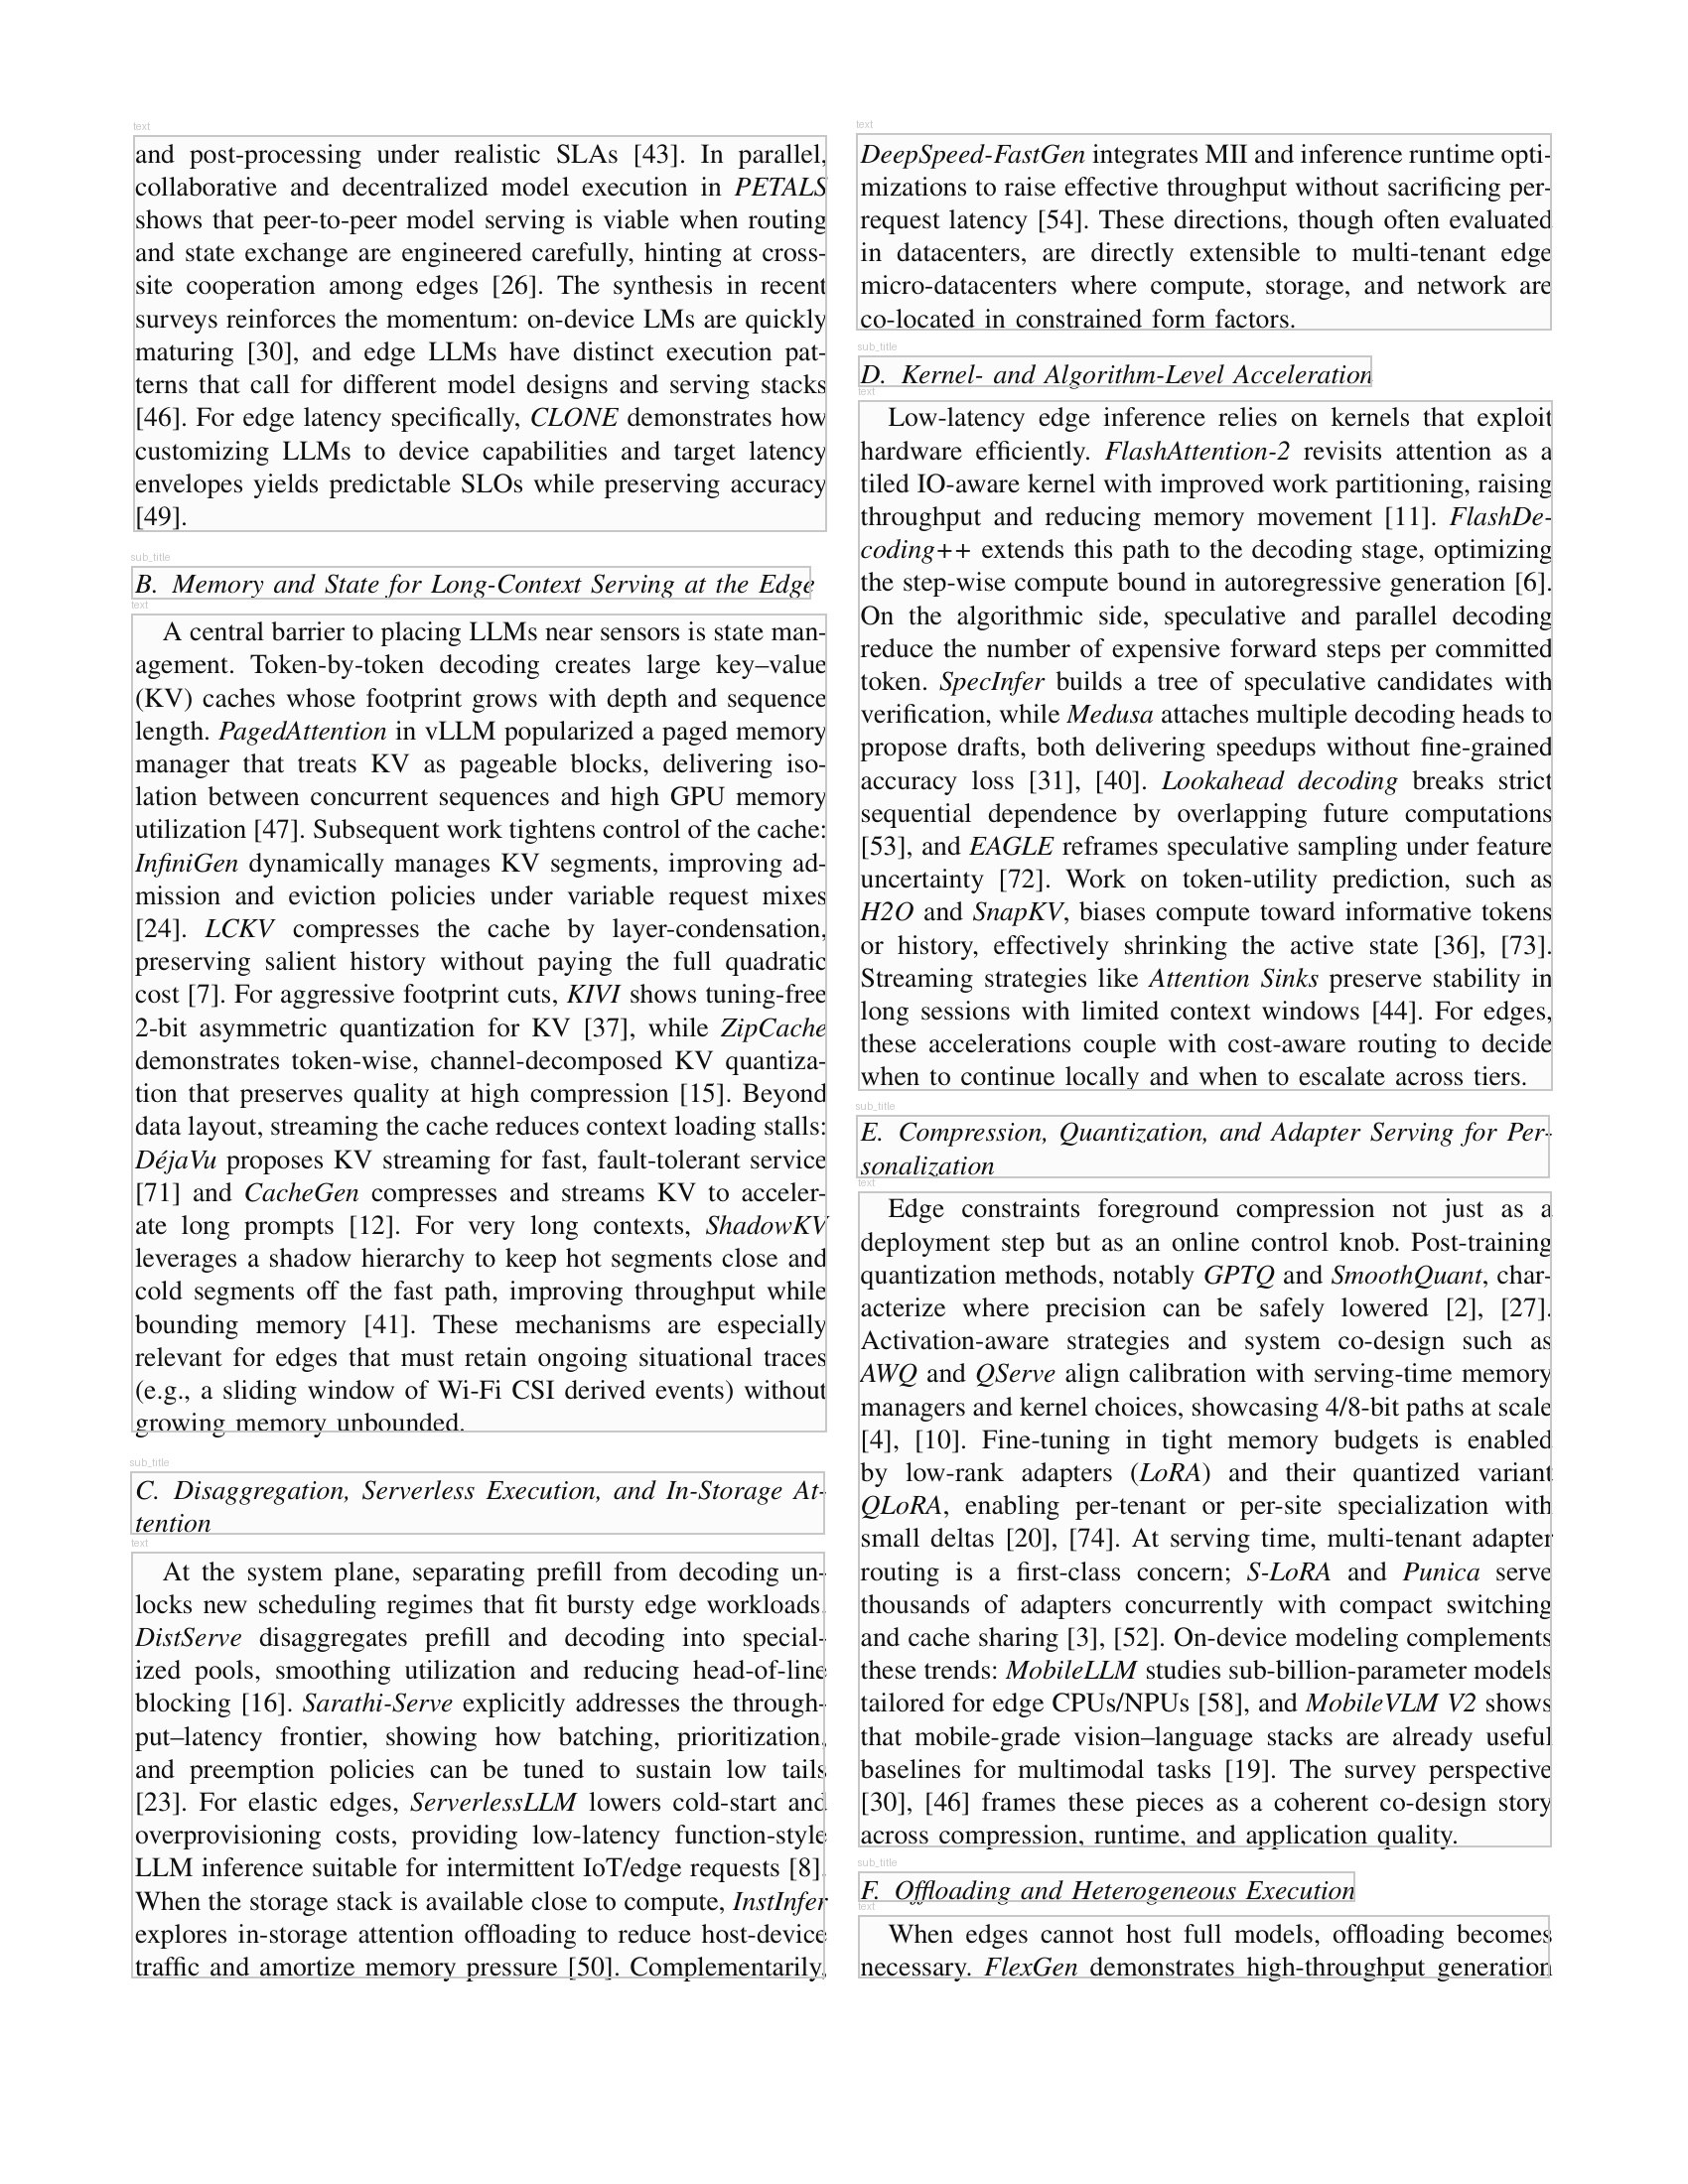 text
and post-processing under realistic SLAs [43]. In parallel,
collaborative and decentralized model execution in PETALS
shows that peer-to-peer model serving is viable when routing
and state exchange are engineered carefully, hinting at cross-
site cooperation among edges [26]. The synthesis in recent
surveys reinforces the momentum: on-device LMs are quickly
maturing [30], and edge LLMs have distinct execution pat-
terns that call for different model designs and serving stacks
[46]. For edge latency specifically, CLONE demonstrates how
customizing LLMs to device capabilities and target latency
envelopes yields predictable SLOs while preserving accuracy
[49].
sub_title
B. Memory and State for Long-Context Serving at the Edge
text
A central barrier to placing LLMs near sensors is state man-
agement. Token-by-token decoding creates large key–value
(KV) caches whose footprint grows with depth and sequence
length. PagedAttention in vLLM popularized a paged memory
manager that treats KV as pageable blocks, delivering iso-
lation between concurrent sequences and high GPU memory
utilization [47]. Subsequent work tightens control of the cache:
InfiniGen dynamically manages KV segments, improving ad-
mission and eviction policies under variable request mixes
[24]. LCKV compresses the cache by layer-condensation,
preserving salient history without paying the full quadratic
cost [7]. For aggressive footprint cuts, KIVI shows tuning-free
2-bit asymmetric quantization for KV [37], while ZipCache
demonstrates token-wise, channel-decomposed KV quantiza-
tion that preserves quality at high compression [15]. Beyond
data layout, streaming the cache reduces context loading stalls:
DéjaVu proposes KV streaming for fast, fault-tolerant service
[71] and CacheGen compresses and streams KV to acceler-
ate long prompts [12]. For very long contexts, ShadowKV
leverages a shadow hierarchy to keep hot segments close and
cold segments off the fast path, improving throughput while
bounding memory [41]. These mechanisms are especially
relevant for edges that must retain ongoing situational traces
(e.g., a sliding window of Wi-Fi CSI derived events) without
growing memory unbounded.
sub_title
C. Disaggregation, Serverless Execution, and In-Storage At-
tention
text
At the system plane, separating prefill from decoding un-
locks new scheduling regimes that fit bursty edge workloads.
DistServe disaggregates prefill and decoding into special-
ized pools, smoothing utilization and reducing head-of-line
blocking [16]. Sarathi-Serve explicitly addresses the through-
put–latency frontier, showing how batching, prioritization,
and preemption policies can be tuned to sustain low tails
[23]. For elastic edges, ServerlessLLM lowers cold-start and
overprovisioning costs, providing low-latency function-style
LLM inference suitable for intermittent IoT/edge requests [8].
When the storage stack is available close to compute, InstInfer
explores in-storage attention offloading to reduce host-device
traffic and amortize memory pressure [50]. Complementarily,
text
DeepSpeed-FastGen integrates MII and inference runtime opti-
mizations to raise effective throughput without sacrificing per-
request latency [54]. These directions, though often evaluated
in datacenters, are directly extensible to multi-tenant edge
micro-datacenters where compute, storage, and network are
co-located in constrained form factors.
sub_title
D. Kernel- and Algorithm-Level Acceleration
text
Low-latency edge inference relies on kernels that exploit
hardware efficiently. FlashAttention-2 revisits attention as a
tiled IO-aware kernel with improved work partitioning, raising
throughput and reducing memory movement [11]. FlashDe-
coding++ extends this path to the decoding stage, optimizing
the step-wise compute bound in autoregressive generation [6].
On the algorithmic side, speculative and parallel decoding
reduce the number of expensive forward steps per committed
token. SpecInfer builds a tree of speculative candidates with
verification, while Medusa attaches multiple decoding heads to
propose drafts, both delivering speedups without fine-grained
accuracy loss [31], [40]. Lookahead decoding breaks strict
sequential dependence by overlapping future computations
[53], and EAGLE reframes speculative sampling under feature
uncertainty [72]. Work on token-utility prediction, such as
H2O and SnapKV, biases compute toward informative tokens
or history, effectively shrinking the active state [36], [73].
Streaming strategies like Attention Sinks preserve stability in
long sessions with limited context windows [44]. For edges,
these accelerations couple with cost-aware routing to decide
when to continue locally and when to escalate across tiers.
sub_title
E. Compression, Quantization, and Adapter Serving for Per-
sonalization
text
Edge constraints foreground compression not just as a
deployment step but as an online control knob. Post-training
quantization methods, notably GPTQ and SmoothQuant, char-
acterize where precision can be safely lowered [2], [27].
Activation-aware strategies and system co-design such as
AWQ and QServe align calibration with serving-time memory
managers and kernel choices, showcasing 4/8-bit paths at scale
[4], [10]. Fine-tuning in tight memory budgets is enabled
by low-rank adapters (LoRA) and their quantized variant
QLoRA, enabling per-tenant or per-site specialization with
small deltas [20], [74]. At serving time, multi-tenant adapter
routing is a first-class concern; S-LoRA and Punica serve
thousands of adapters concurrently with compact switching
and cache sharing [3], [52]. On-device modeling complements
these trends: MobileLLM studies sub-billion-parameter models
tailored for edge CPUs/NPUs [58], and MobileVLM V2 shows
that mobile-grade vision–language stacks are already useful
baselines for multimodal tasks [19]. The survey perspective
[30], [46] frames these pieces as a coherent co-design story
across compression, runtime, and application quality.
sub_title
F. Offloading and Heterogeneous Execution
text
When edges cannot host full models, offloading becomes
necessary. FlexGen demonstrates high-throughput generation